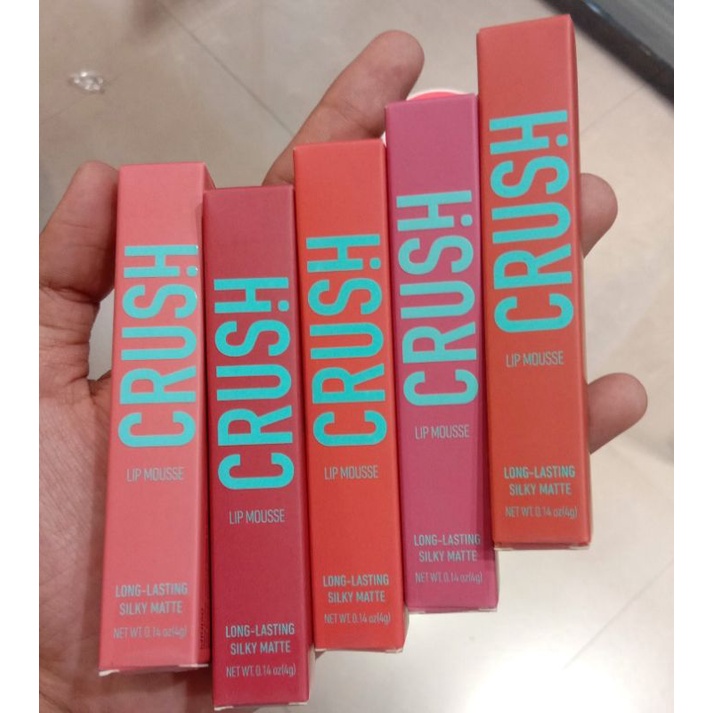 CRUSH
LIP MOUSSE
LONG-LASTING
SILKY MATTE
NET WT. 0.14 oz(4g)
CRUSH
LIP MOUSSE
LONG-LASTING
SILKY MATTE
NET WT. 0.14 oz(4g)
CRUSH
LIP MOUSSE
LONG-LASTING
SILKY MATTE
NET WT. 0.14 oz(4g)
CRUSH
LIP MOUSSE
LONG-LASTING
SILKY MATTE
NET WT. 0.14 oz(4g)
CRUSH
LIP MOUSSE
LONG-LASTING
SILKY MATTE
NET WT. 0.14 oz(4g)